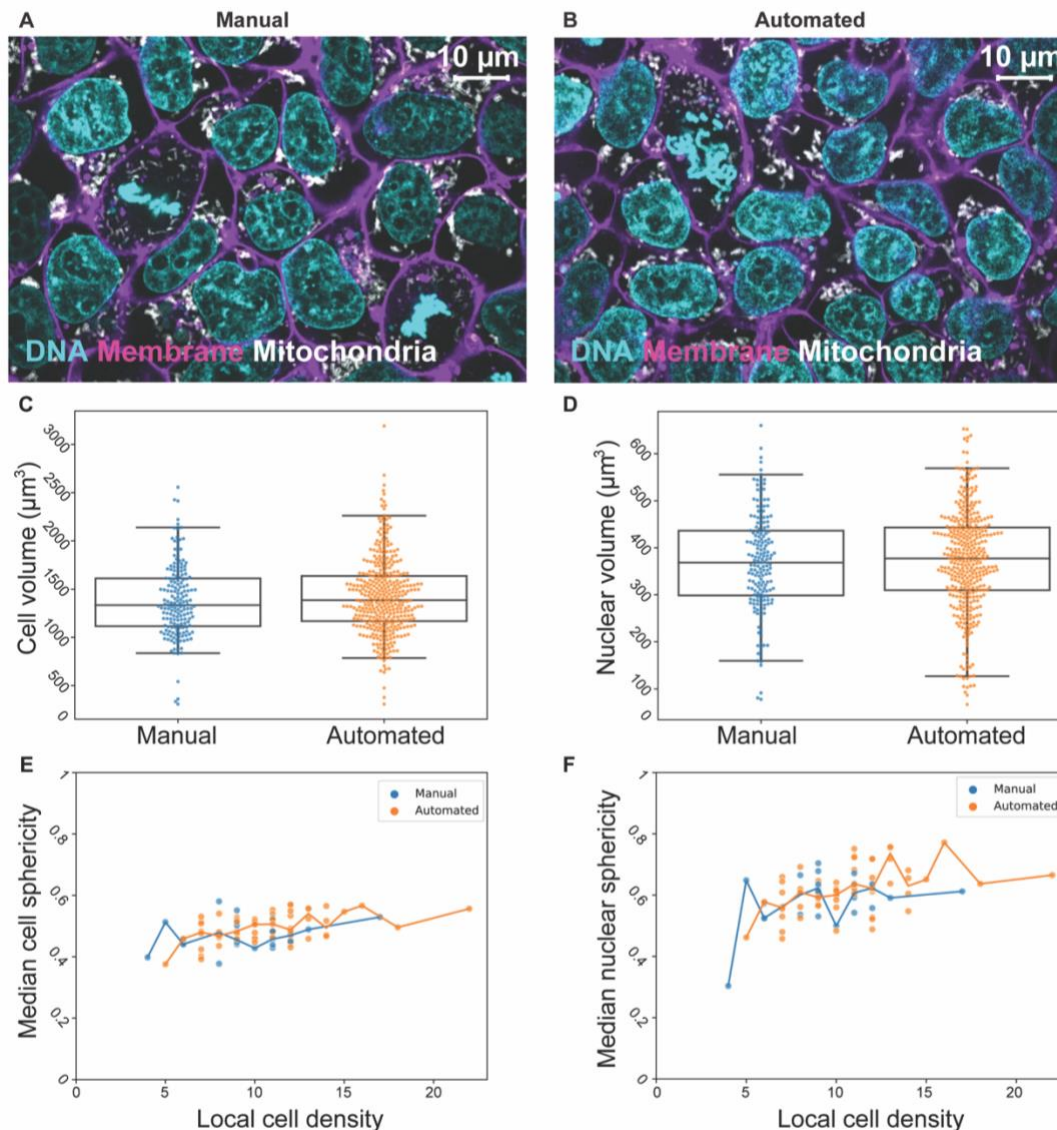 A Manual B Automated
10 μm 10 μm
DNA Membrane Mitochondria DNA Membrane Mitochondria
C D
Cell volume (μm³)
3000
2500
2000
1500
1000
500
0
Manual Automated
Nuclear volume (μm³)
600
500
400
300
200
100
0
Manual Automated
E
Median cell sphericity
1
0.8
0.6
0.4
0.2
0
Manual
Automated
0 5 10 15 20
Local cell density
F
Median nuclear sphericity
1
0.8
0.6
0.4
0.2
0
Manual
Automated
0 5 10 15 20
Local cell density